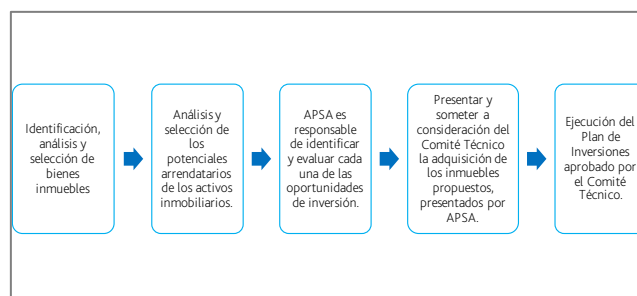 Identificación,
análisis y
selección de
bienes
inmuebles
Análisis y
selección de
los
potenciales
arrendatarios
de los activos
inmobiliarios.
APSA es
responsable
de identificar
y evaluar cada
una de las
oportunidades
de inversión.
Presentar y
someter a
consideración del
Comité Técnico
la adquisición de
los inmuebles
propuestos,
presentados por
APSA.
Ejecución del
Plan de
Inversiones
aprobado por
el Comité
Técnico.